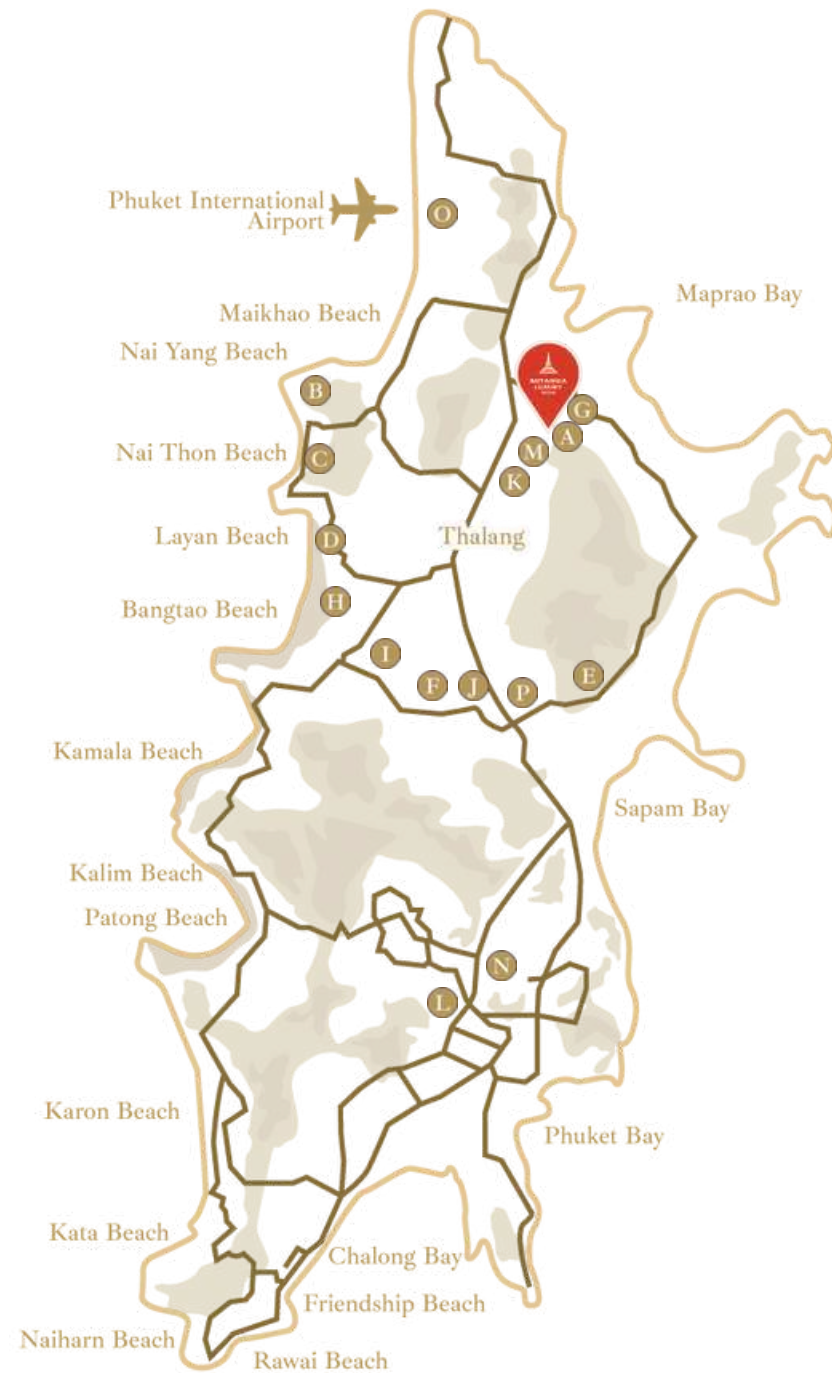 Phuket International
Airport
O
Maprao Bay
Maikhao Beach
Nai Yang Beach
B
G
A
Nai Thon Beach
M
C
K
Layan Beach
D
Thalang
Bangtao Beach
H
I
F
J
P
E
Kamala Beach
Sapam Bay
Kalim Beach
Patong Beach
N
L
Karon Beach
Phuket Bay
Kata Beach
Chalong Bay
Friendship Beach
Naiharn Beach
Rawai Beach